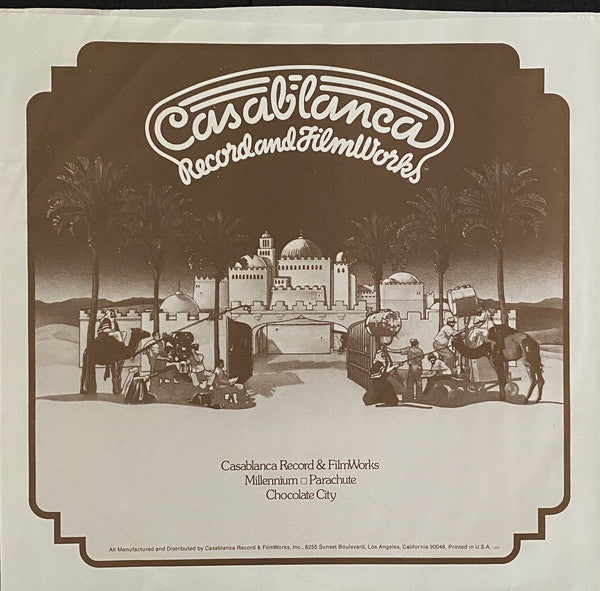 Casablanca
Record and FilmWorks
Casablanca Record & FilmWorks
Millennium □ Parachute
Chocolate City
All Manufactured and Distributed by Casablanca Record & FilmWorks, Inc., 8255 Sunset Boulevard, Los Angeles, California 90046. Printed in U.S.A.